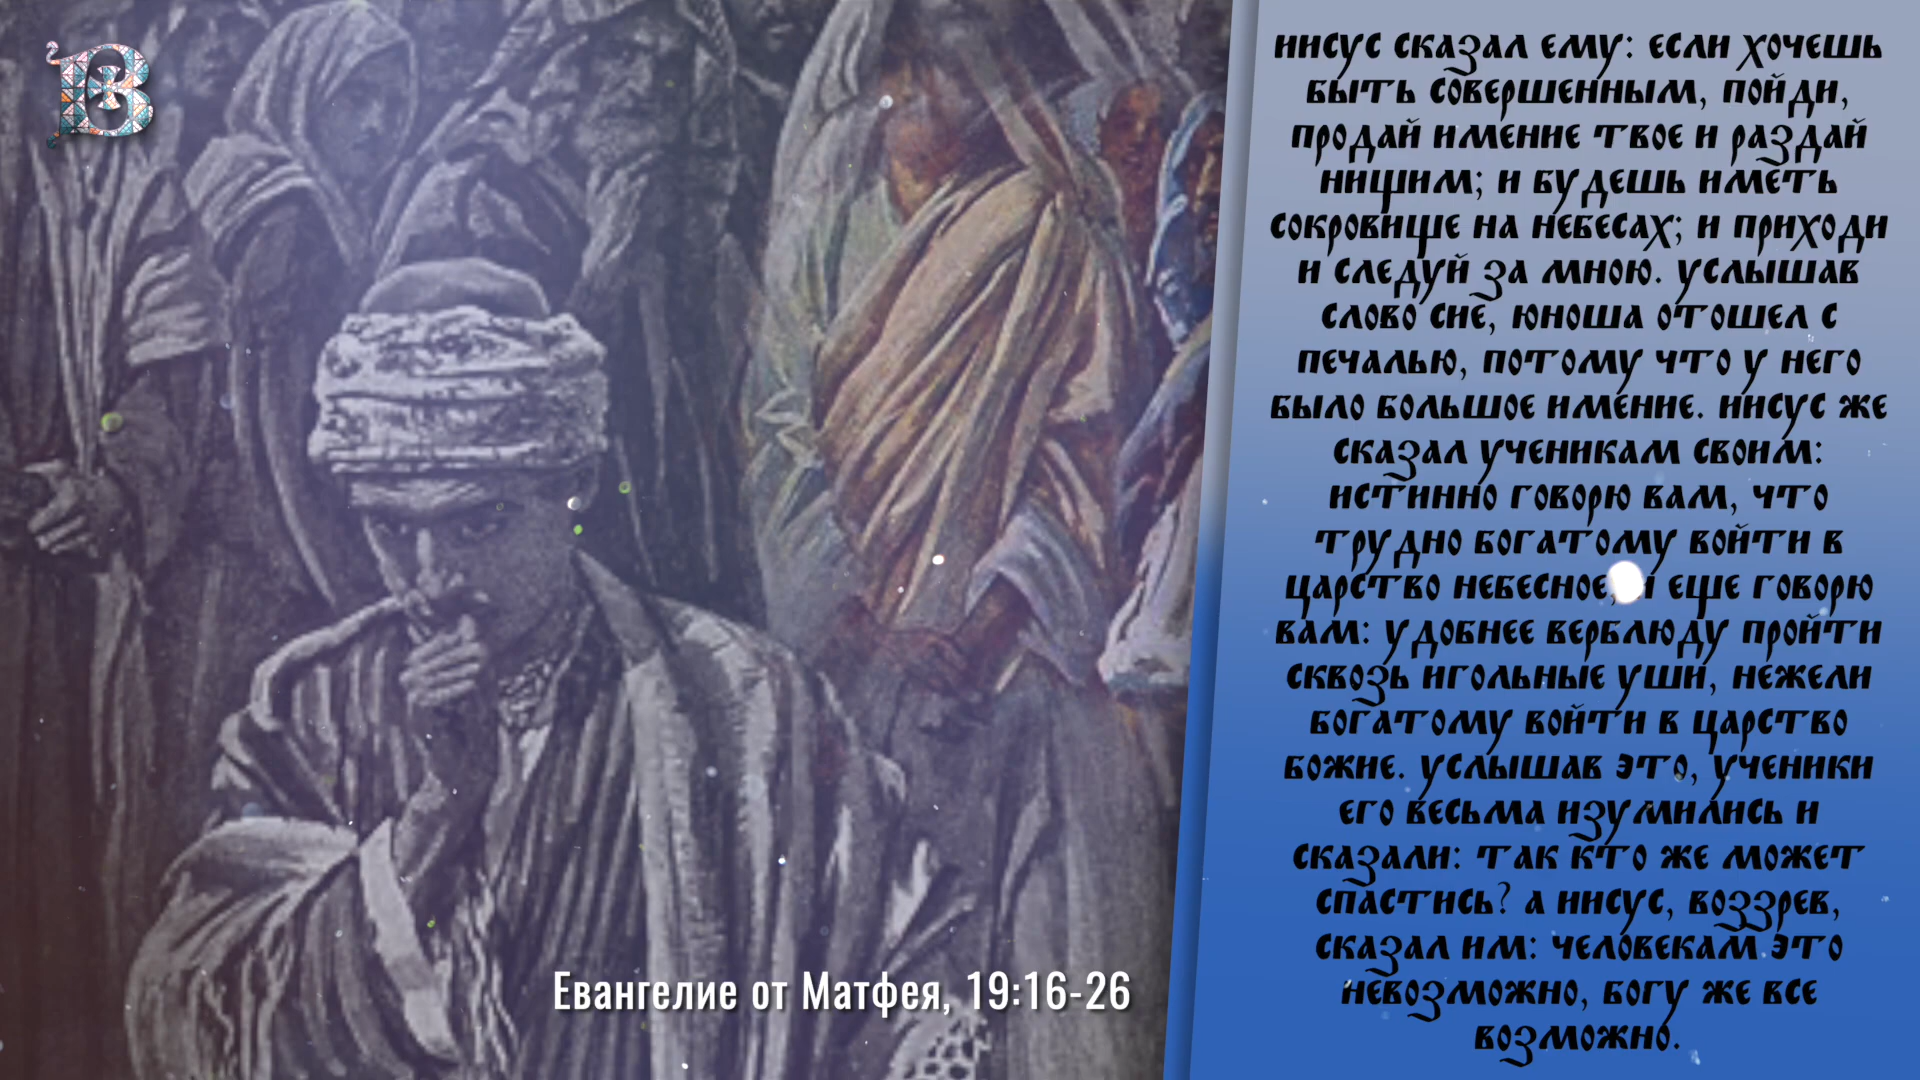 иисус сказал ему: если хочешь
быть совершенным, пойди,
продай имение твое и раздай
нищим; и будешь иметь
сокровище на небесах; и приходи
и следуй за мною. услышав
слово сие, юноша отошел с
печалью, потому что у него
было большое имение. иисус же
сказал ученикам своим:
истинно говорю вам, что
трудно богатому войти в
царство небесное, и еще говорю
вам: удобнее верблюду пройти
сквозь игольные уши, нежели
богатому войти в царство
божие. услышав это, ученики
его весьма изумились и
сказали: так кто же может
спастись? а иисус, воззрев,
сказал им: человекам это
невозможно, богу же все
возможно.
Евангелие от Матфея, 19:16-26